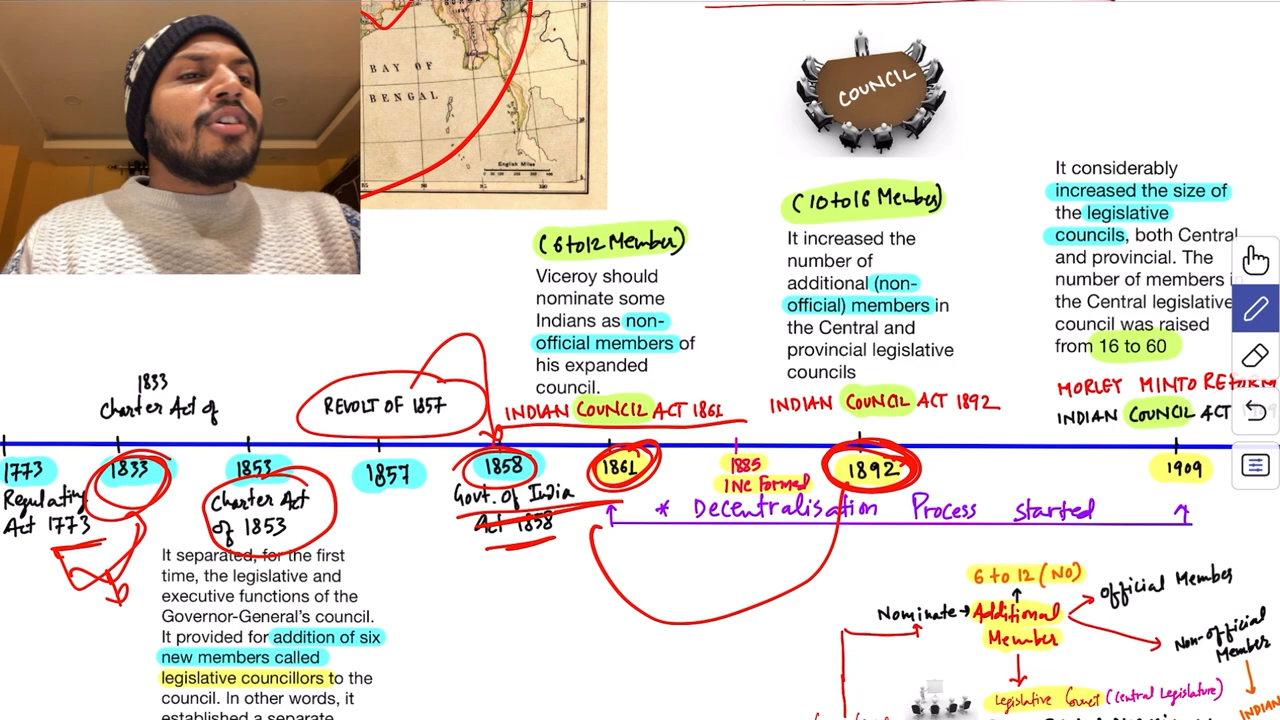 BAY OF
BENGAL
English Miles
COUNCIL
(6 to 12 Member)
Viceroy should
nominate some
Indians as non-
official members of
his expanded
council.
INDIAN COUNCIL ACT 1861
(10 to 16 Member)
It increased the
number of
additional (non-
official) members in
the Central and
provincial legislative
councils
INDIAN COUNCIL ACT 1892
It considerably
increased the size of
the legislative
councils, both Central
and provincial. The
number of members in
the Central legislative
council was raised
from 16 to 60
MORLEY MINTO REFORM
INDIAN COUNCIL ACT
1833
Charter Act of
REVOLT OF 1857
1773
Regulating
Act 1773
1833
1853
Charter Act
of 1853
1857
1858
Govt. of India
Act 1858
1861
1885
INC Formed
1892
1909
* Decentralisation Process started
It separated, for the first
time, the legislative and
executive functions of the
Governor-General's council.
It provided for addition of six
new members called
legislative councillors to the
council. In other words, it
established a separate
6 to 12 (NO)
Nominate
Additional
Member
Official Member
Non-official
Member
Legislative Council (Central Legislature)
INDIAN